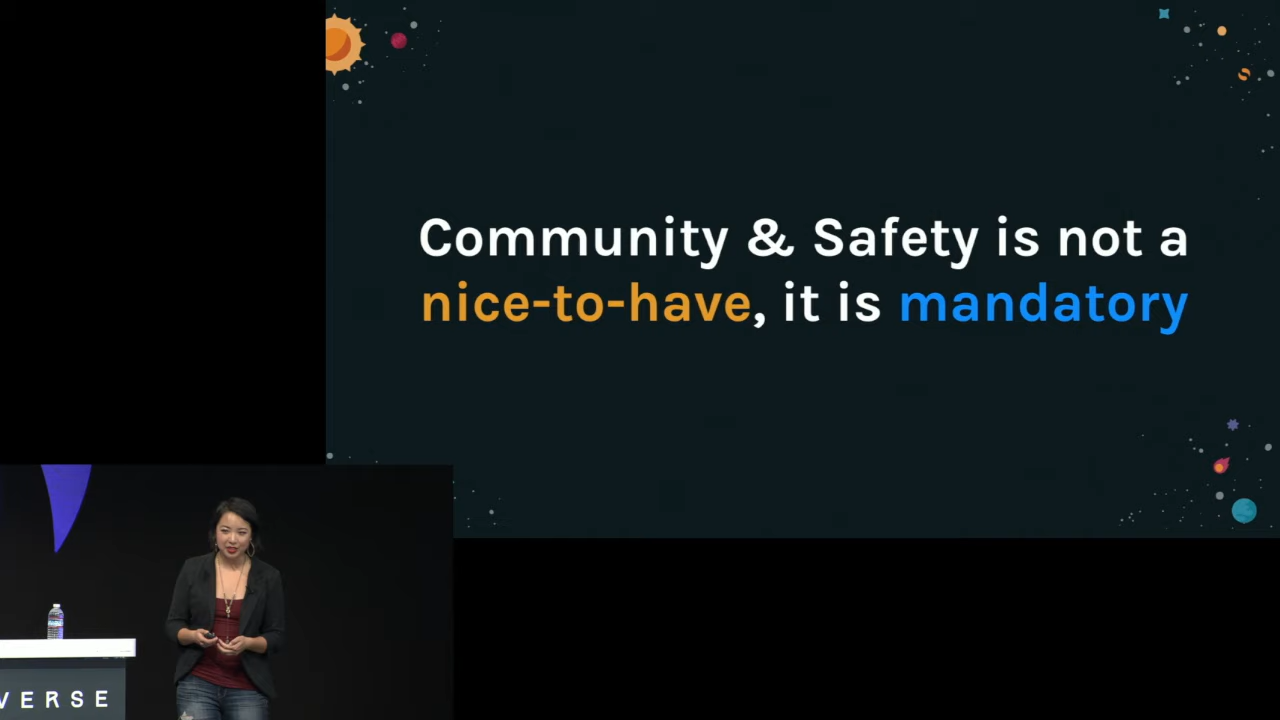 Community & Safety is not a
nice-to-have, it is mandatory
VERSE